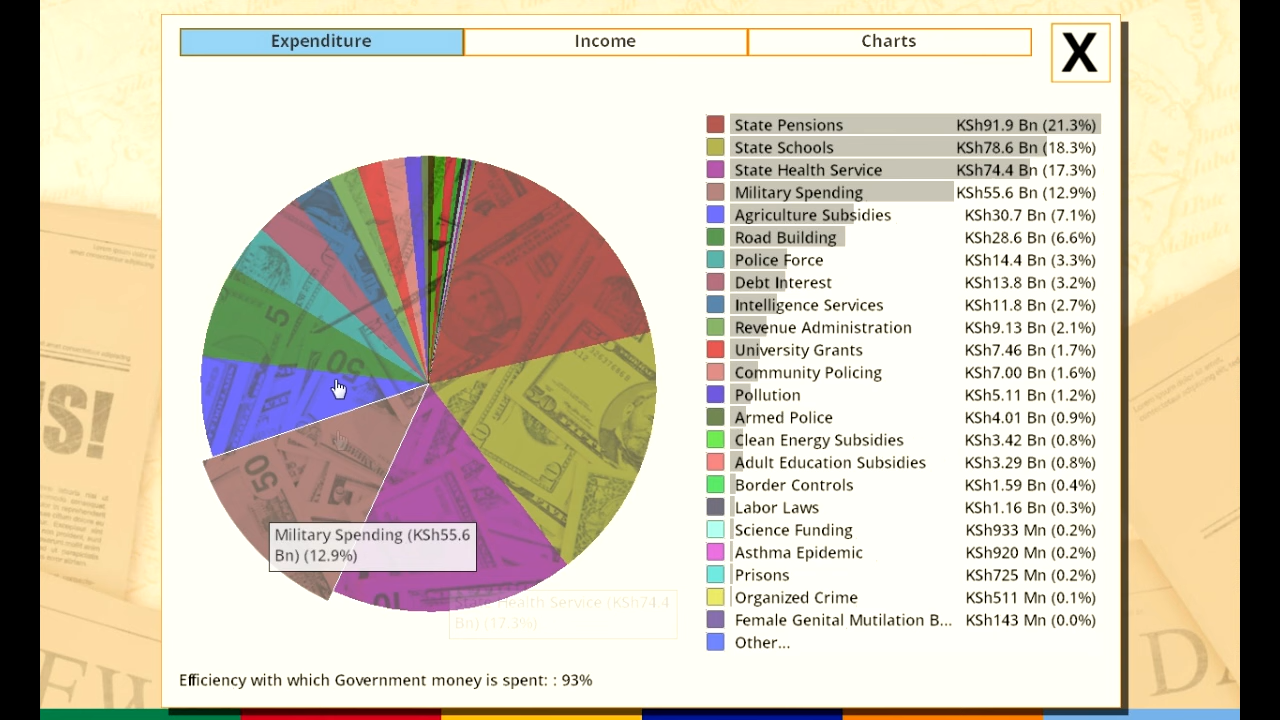 Expenditure
Income
Charts
X
State Pensions KSh91.9 Bn (21.3%)
State Schools KSh78.6 Bn (18.3%)
State Health Service KSh74.4 Bn (17.3%)
Military Spending KSh55.6 Bn (12.9%)
Agriculture Subsidies KSh30.7 Bn (7.1%)
Road Building KSh28.6 Bn (6.6%)
Police Force KSh14.4 Bn (3.3%)
Debt Interest KSh13.8 Bn (3.2%)
Intelligence Services KSh11.8 Bn (2.7%)
Revenue Administration KSh9.13 Bn (2.1%)
University Grants KSh7.46 Bn (1.7%)
Community Policing KSh7.00 Bn (1.6%)
Pollution KSh5.11 Bn (1.2%)
Armed Police KSh4.01 Bn (0.9%)
Clean Energy Subsidies KSh3.42 Bn (0.8%)
Adult Education Subsidies KSh3.29 Bn (0.8%)
Border Controls KSh1.59 Bn (0.4%)
Labor Laws KSh1.16 Bn (0.3%)
Science Funding KSh933 Mn (0.2%)
Asthma Epidemic KSh920 Mn (0.2%)
Prisons KSh725 Mn (0.2%)
Organized Crime KSh511 Mn (0.1%)
Female Genital Mutilation B... KSh143 Mn (0.0%)
Other...
Military Spending (KSh55.6
Bn) (12.9%)
State Health Service (KSh74.4
Bn) (17.3%)
Efficiency with which Government money is spent: : 93%